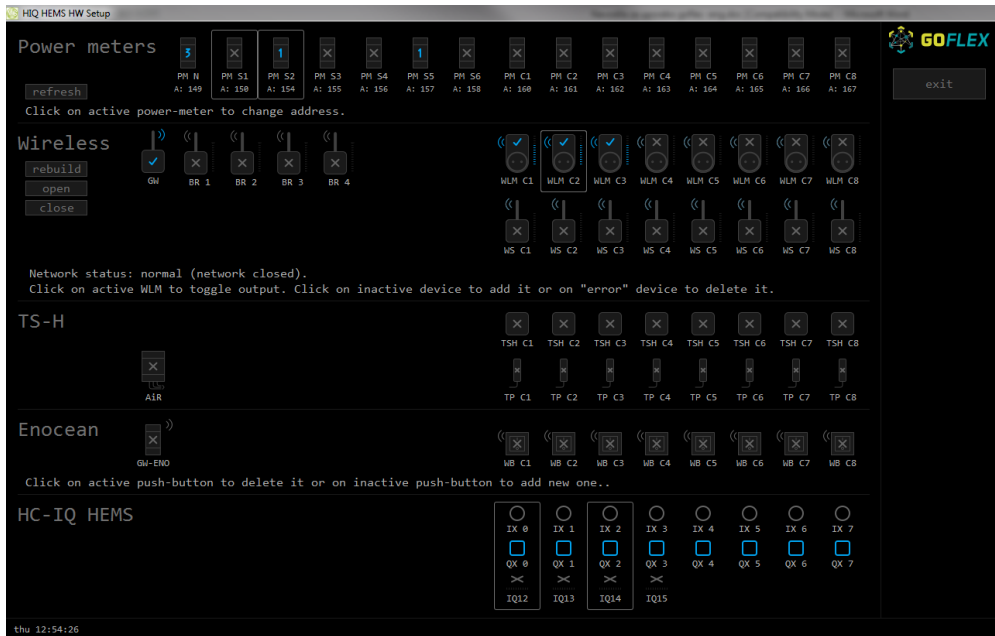 HIQ HEMS HW Setup
GOFLEX
exit
Power meters
refresh
3 1 1
PM N PM S1 PM S2 PM S3 PM S4 PM S5 PM S6 PM C1 PM C2 PM C3 PM C4 PM C5 PM C6 PM C7 PM C8
A: 149 A: 150 A: 154 A: 155 A: 156 A: 157 A: 158 A: 160 A: 161 A: 162 A: 163 A: 164 A: 165 A: 166 A: 167
Click on active power-meter to change address.
Wireless
rebuild
open
close
GW BR 1 BR 2 BR 3 BR 4 WLM C1 WLM C2 WLM C3 WLM C4 WLM C5 WLM C6 WLM C7 WLM C8
WS C1 WS C2 WS C3 WS C4 WS C5 WS C6 WS C7 WS C8
Network status: normal (network closed).
Click on active WLM to toggle output. Click on inactive device to add it or on "error" device to delete it.
TS-H
TSH C1 TSH C2 TSH C3 TSH C4 TSH C5 TSH C6 TSH C7 TSH C8
AiR TP C1 TP C2 TP C3 TP C4 TP C5 TP C6 TP C7 TP C8
Enocean
GW-ENO WB C1 WB C2 WB C3 WB C4 WB C5 WB C6 WB C7 WB C8
Click on active push-button to delete it or on inactive push-button to add new one..
HC-IQ HEMS
IX 0 IX 1 IX 2 IX 3 IX 4 IX 5 IX 6 IX 7
QX 0 QX 1 QX 2 QX 3 QX 4 QX 5 QX 6 QX 7
IQ12 IQ13 IQ14 IQ15
thu 12:54:26